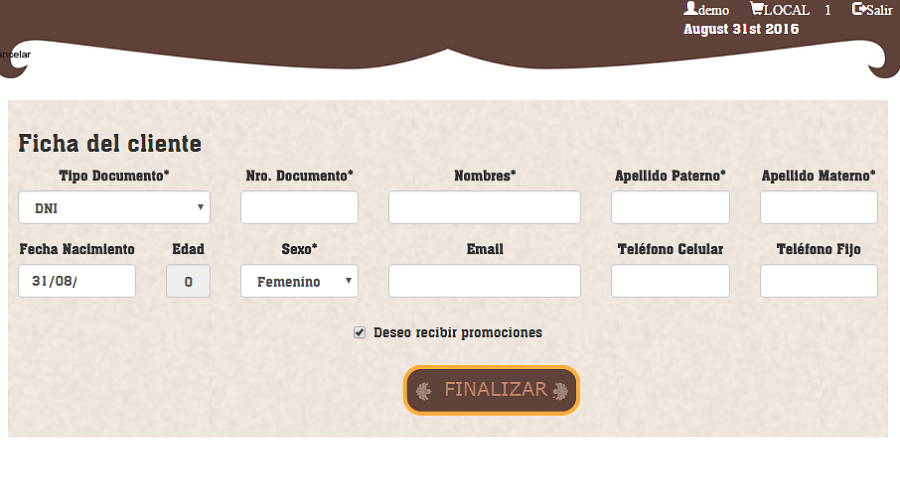 demo LOCAL 1 Salir
August 31st 2016
ncelar
Ficha del cliente
Tipo Documento* Nro. Documento* Nombres* Apellido Paterno* Apellido Materno*
DNI
Fecha Nacimiento Edad Sexo* Email Teléfono Celular Teléfono Fijo
31/08/ 0 Femenino
Deseo recibir promociones
FINALIZAR